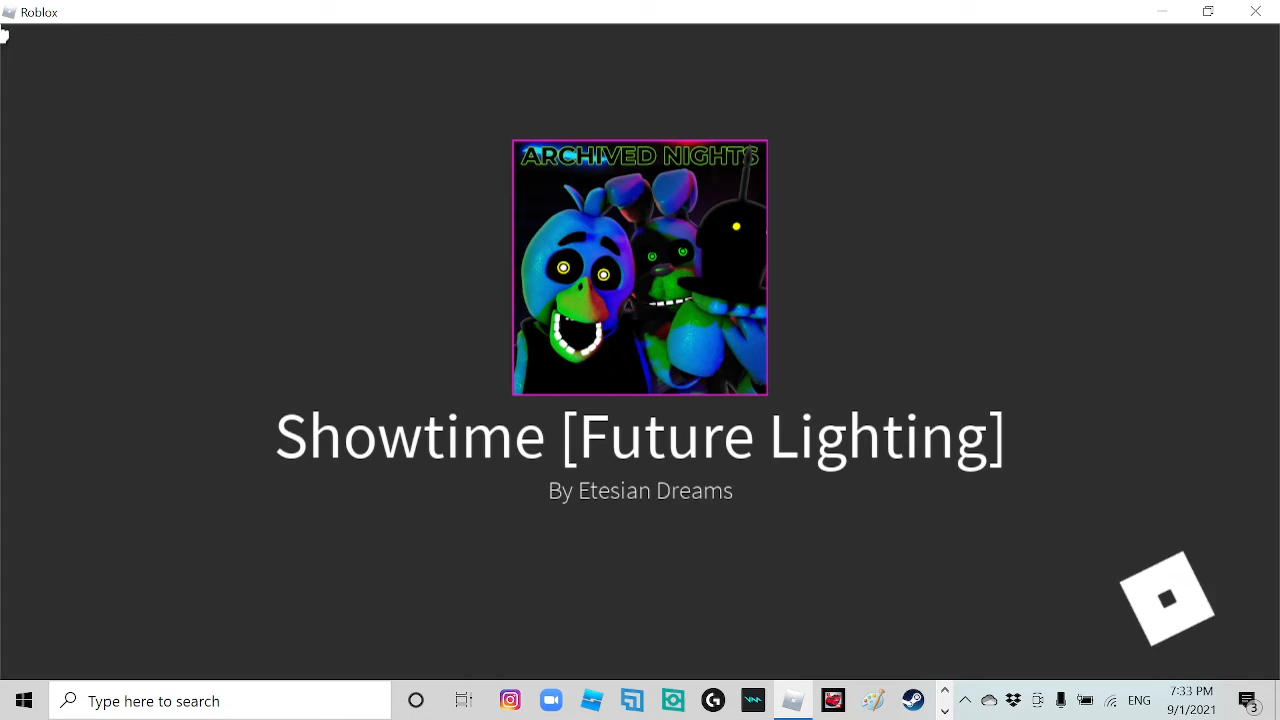 Roblox
ARCHIVED NIGHTS
Showtime [Future Lighting]
By Etesian Dreams
Type here to search
ENG
7:33 PM
9/1/2021
3